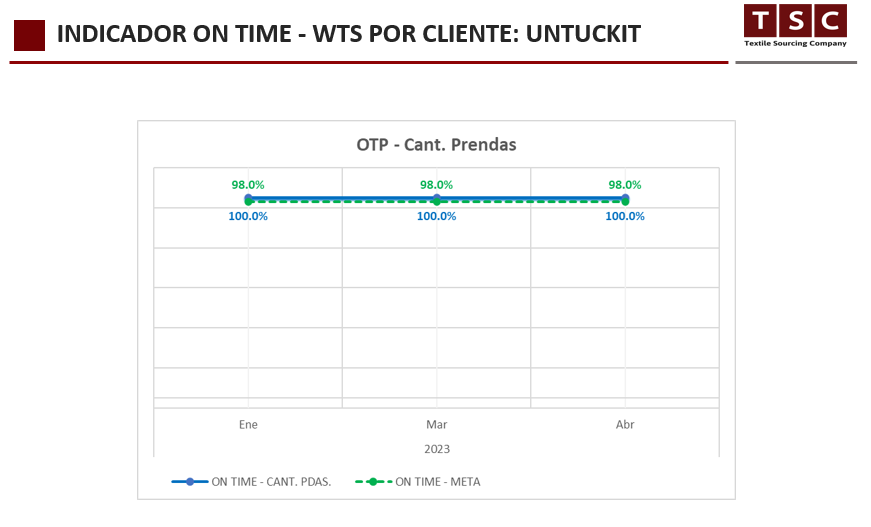 INDICADOR ON TIME - WTS POR CLIENTE: UNTUCKIT
TSC
Textile Sourcing Company
OTP - Cant. Prendas
98.0% 98.0% 98.0%
100.0% 100.0% 100.0%
Ene Mar Abr
2023
ON TIME - CANT. PDAS. ON TIME - META